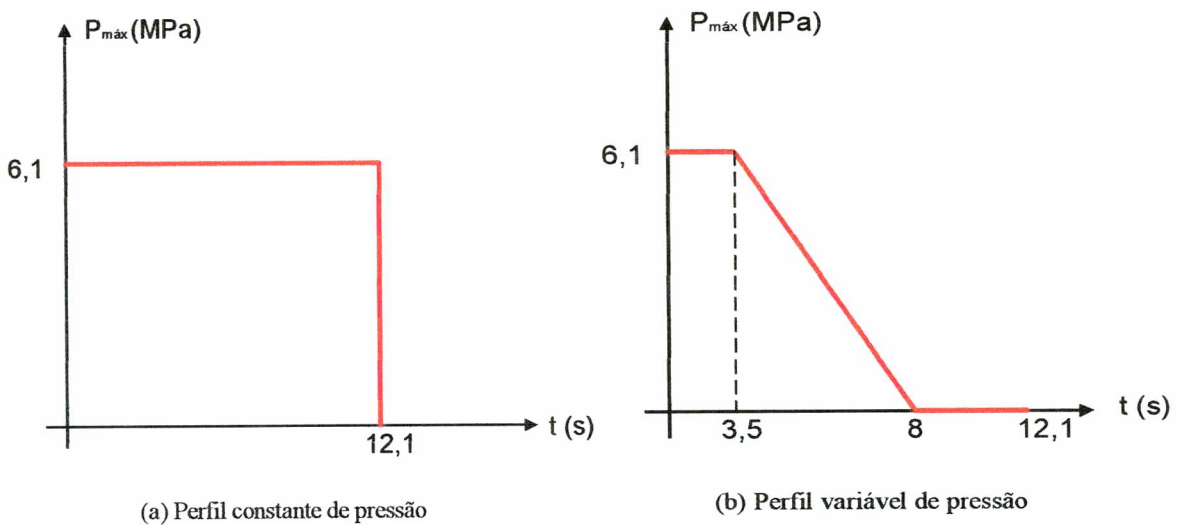 Pmáx(MPa)
6,1
12,1
t (s)
(a) Perfil constante de pressão
Pmáx(MPa)
6,1
3,5
8
12,1
t (s)
(b) Perfil variável de pressão